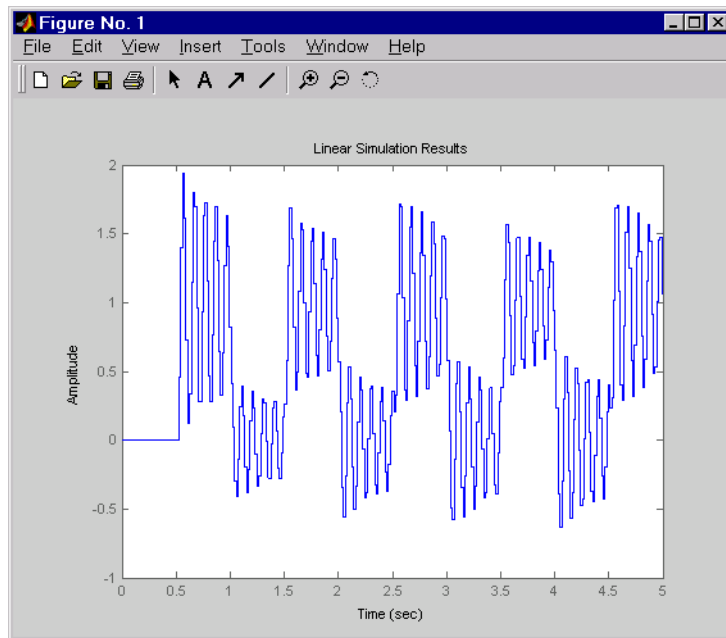 Figure No. 1
File Edit View Insert Tools Window Help
A
Linear Simulation Results
Amplitude
2
1.5
1
0.5
0
-0.5
-1
0 0.5 1 1.5 2 2.5 3 3.5 4 4.5 5
Time (sec)